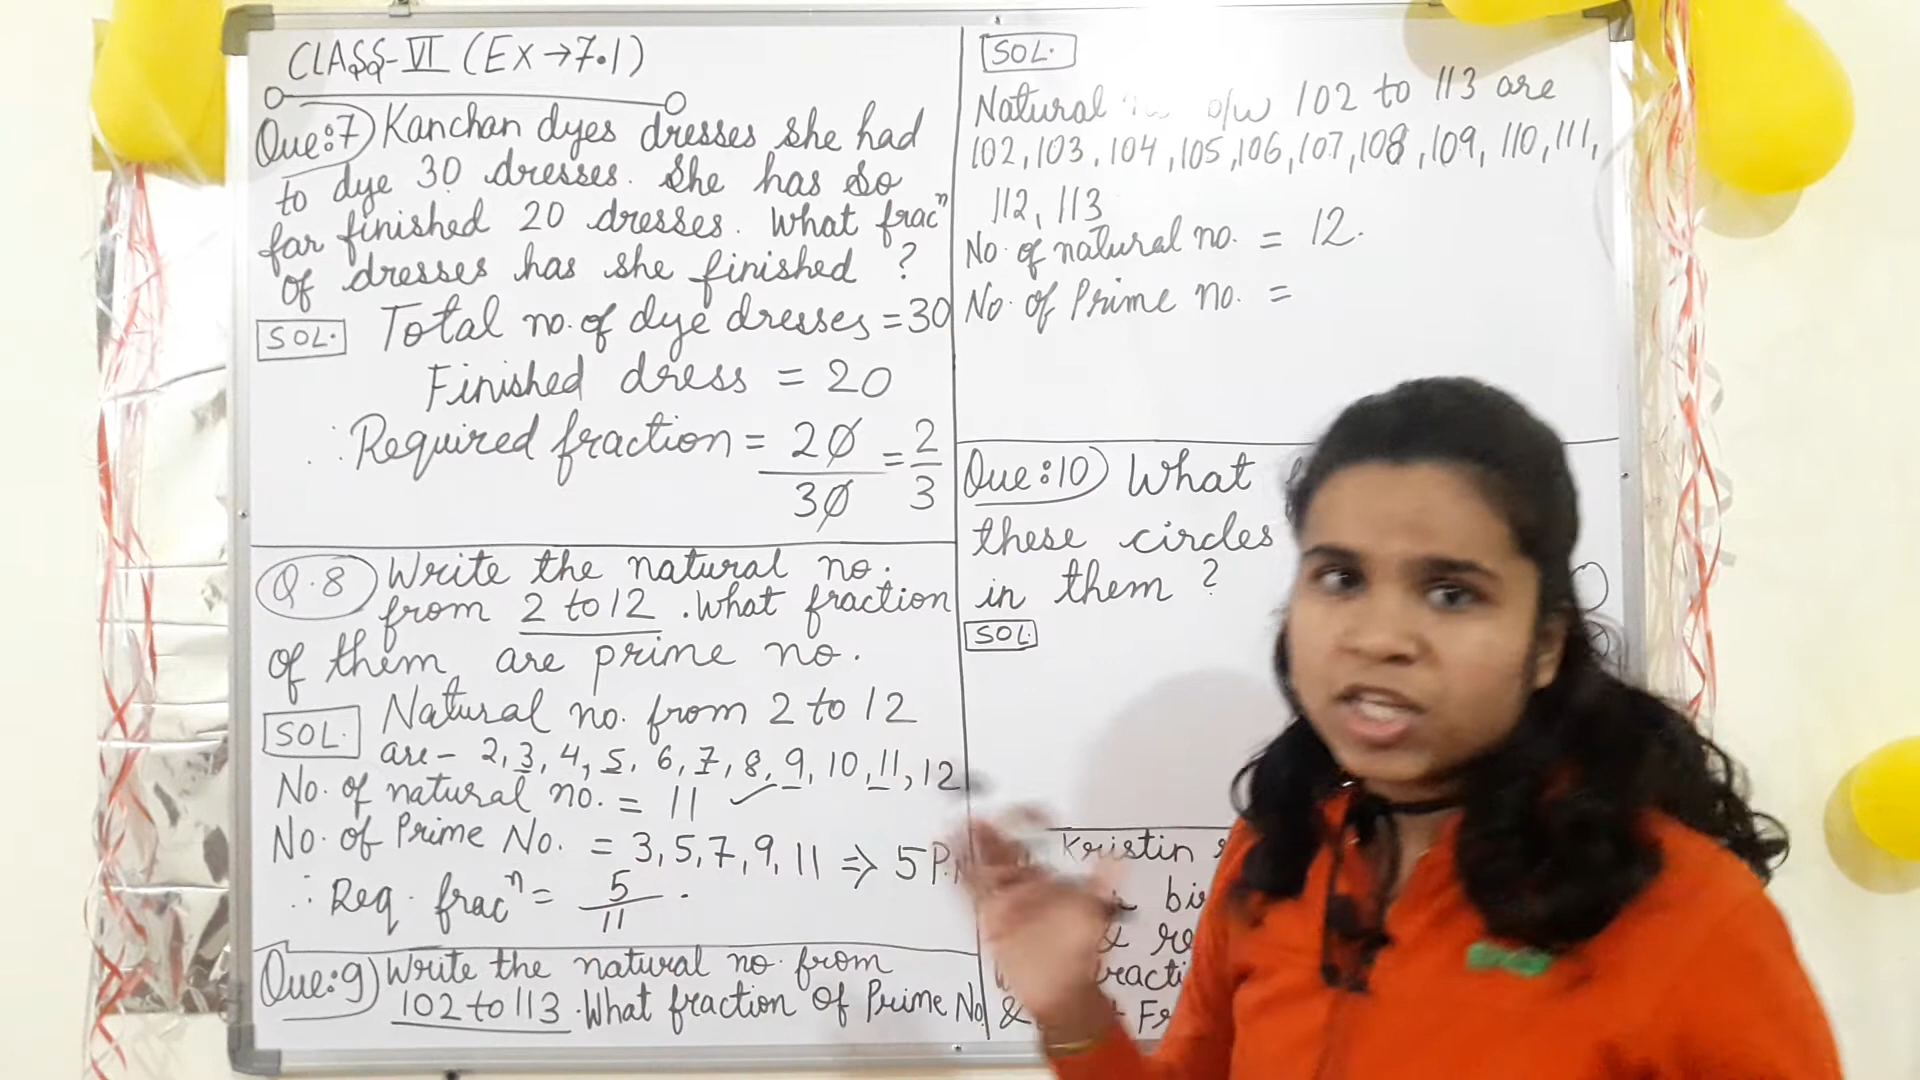 CLASS-VI (EX→7.1)
Que:7) Kanchan dyes dresses she had
to dye 30 dresses. She has so
far finished 20 dresses. What fracⁿ
of dresses has she finished ?
SOL. Total no. of dye dresses = 30
Finished dress = 20
∴ Required fraction = 20/30 = 2/3
Q.8 Write the natural no.
from 2 to 12. What fraction
of them are prime no.
SOL. Natural no. from 2 to 12
are- 2, 3, 4, 5, 6, 7, 8, 9, 10, 11, 12
No. of natural no. = 11
No. of Prime No. = 3, 5, 7, 9, 11 => 5
∴ Req. fracⁿ = 5/11.
Que:9) Write the natural no. from
102 to 113. What fraction of Prime No
SOL.
Natural b/w 102 to 113 are
102, 103, 104, 105, 106, 107, 108, 109, 110, 111,
112, 113
No. of natural no. = 12.
No. of Prime no. =
Que:10) What
these circles
in them ?
SOL.
Kristin
&
&